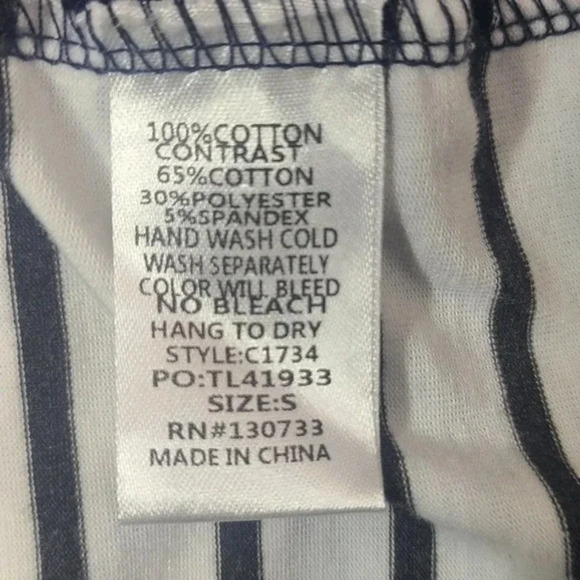 100%COTTON
CONTRAST
65%COTTON
30%POLYESTER
5%SPANDEX
HAND WASH COLD
WASH SEPARATELY
COLOR WILL BLEED
NO BLEACH
HANG TO DRY
STYLE:C1734
PO:TL41933
SIZE:S
RN#130733
MADE IN CHINA